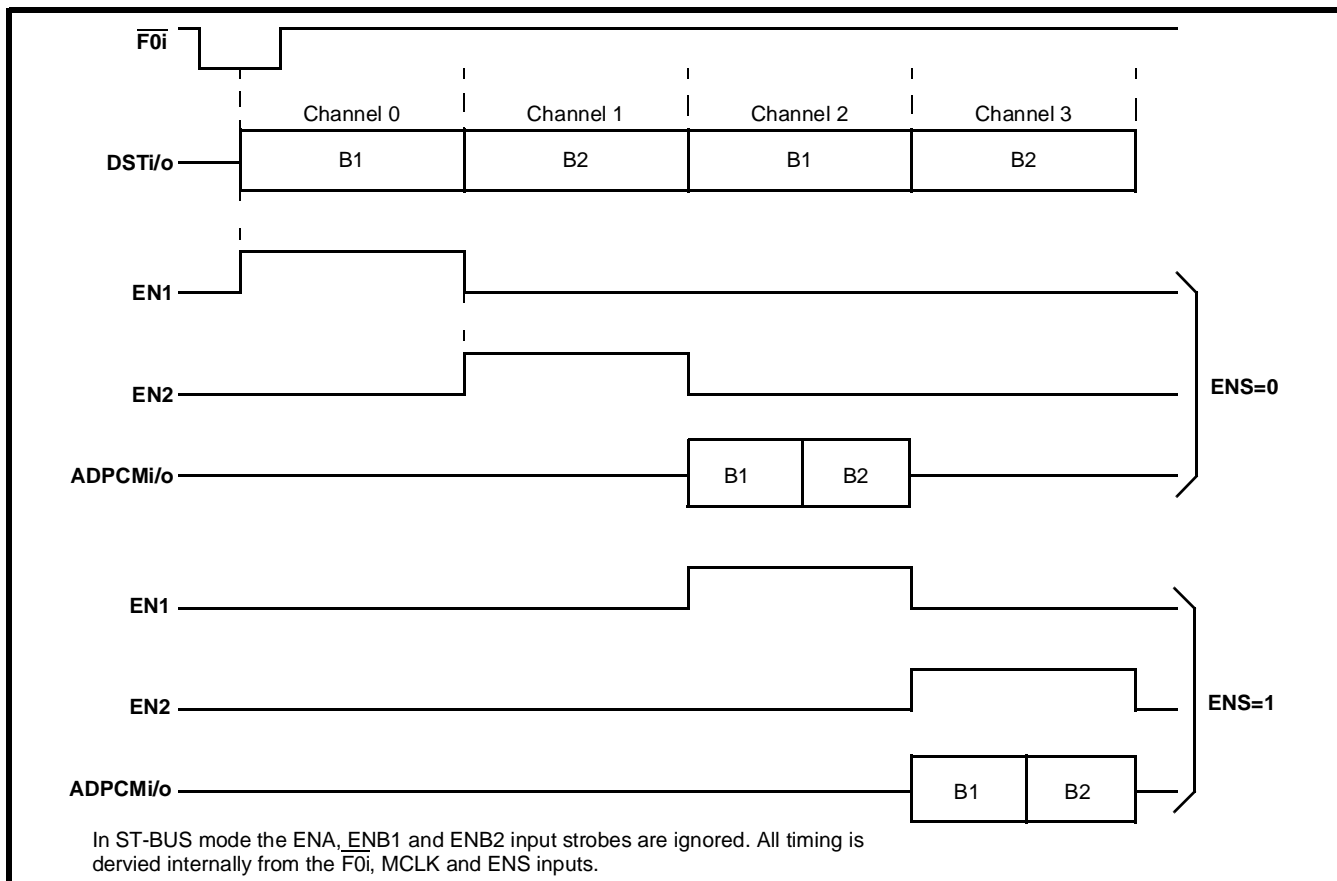 F0i
Channel 0 Channel 1 Channel 2 Channel 3
DSTi/o B1 B2 B1 B2
EN1
EN2 ENS=0
ADPCMi/o B1 B2
EN1
EN2 ENS=1
ADPCMi/o B1 B2
In ST-BUS mode the ENA, ENB1 and ENB2 input strobes are ignored. All timing is
dervied internally from the F0i, MCLK and ENS inputs.